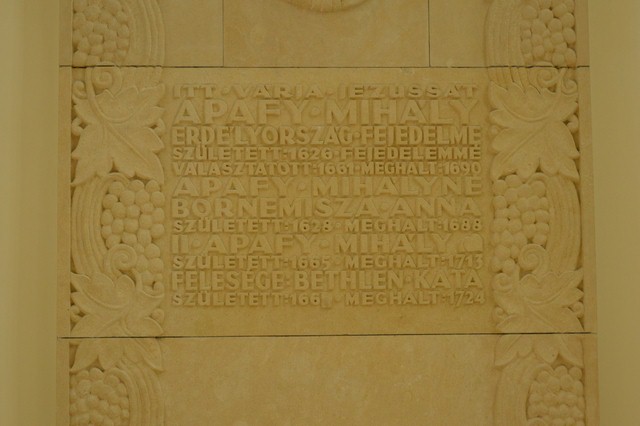 ITT·VÁRJA·JÉZUSSÁT
APAFY·MIHÁLY
ERDÉLYORSZÁG·FEJEDELME
SZÜLETETT·1626·FEJEDELEMMÉ
VÁLASZTATOTT·1661·MEGHALT·1690
APAFY·MIHÁLYNÉ
BORNEMISZA·ANNA
SZÜLETETT·1628·MEGHALT·1688
II·APAFY·MIHÁLY
SZÜLETETT·1665·MEGHALT·1713
FELESÉGE·BETHLEN·KATA
SZÜLETETT· · MEGHALT·1724